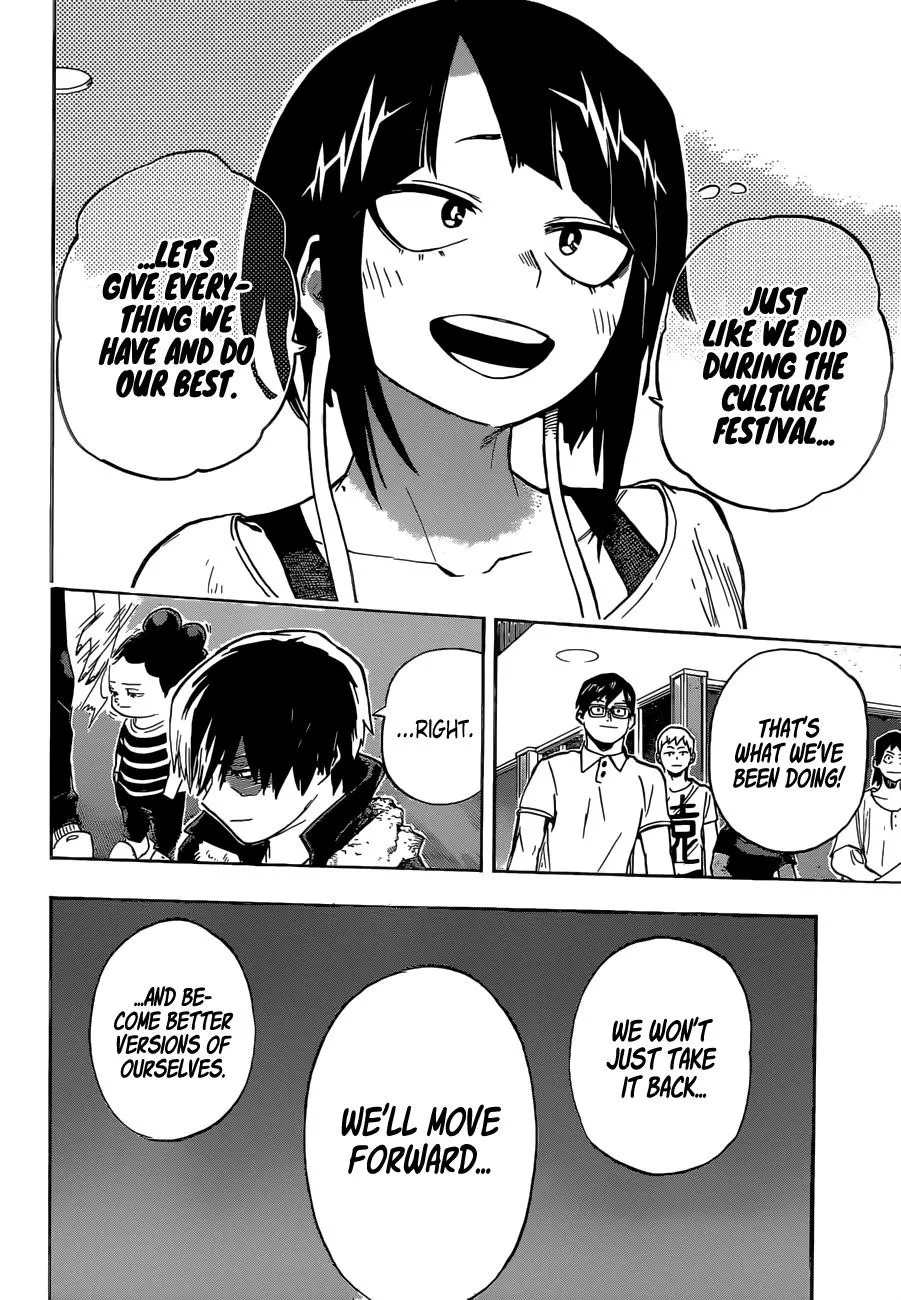 JUST
LIKE WE DID
DURING THE
CULTURE
FESTIVAL...
...LET'S
GIVE EVERY-
THING WE
HAVE AND DO
OUR BEST.
THAT'S
WHAT WE'VE
BEEN DOING!
克
...RIGHT.
WE WON'T
JUST TAKE
IT BACK...
WE'LL MOVE
FORWARD...
...AND BE-
COME BETTER
VERSIONS OF
OURSELVES.